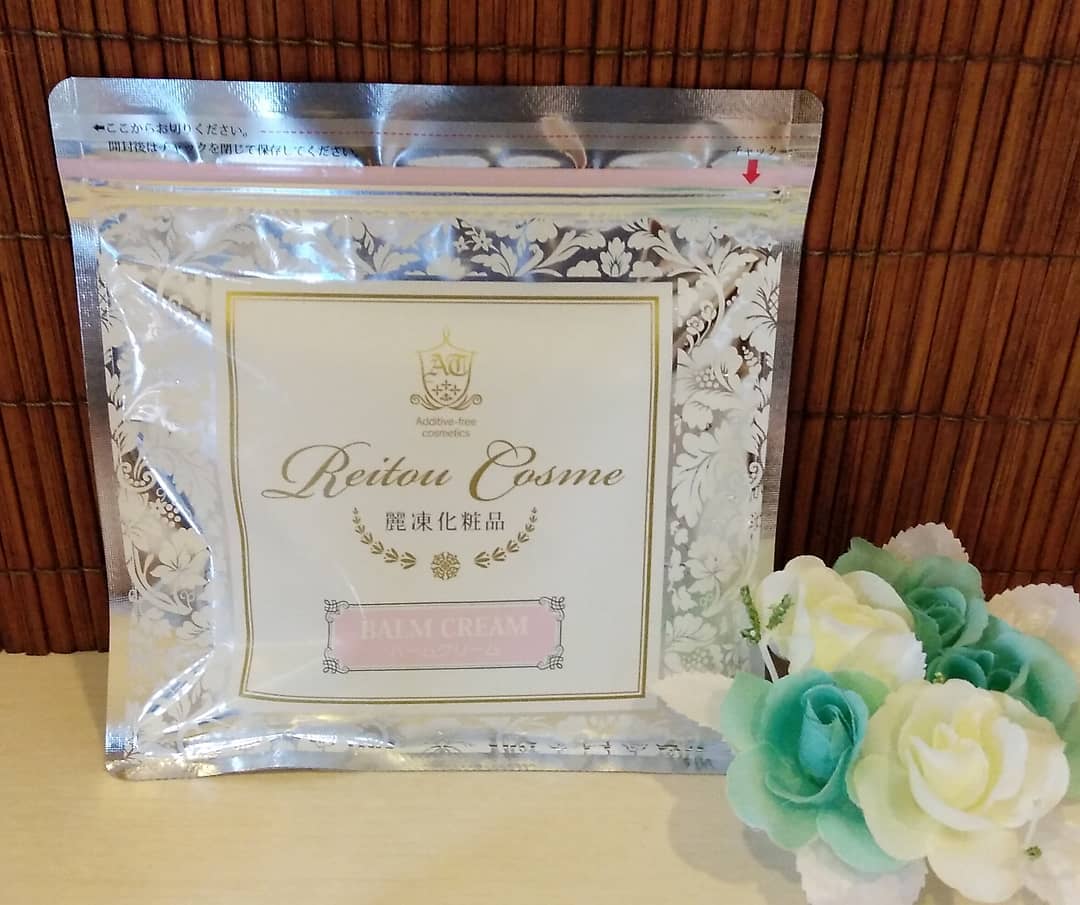 ←ここからお切りください。
開封後はチャックを閉じて保存してください。
チャック
AT
Additive-free
cosmetics
Reitou Cosme
麗凍化粧品
BALM CREAM
バームクリーム